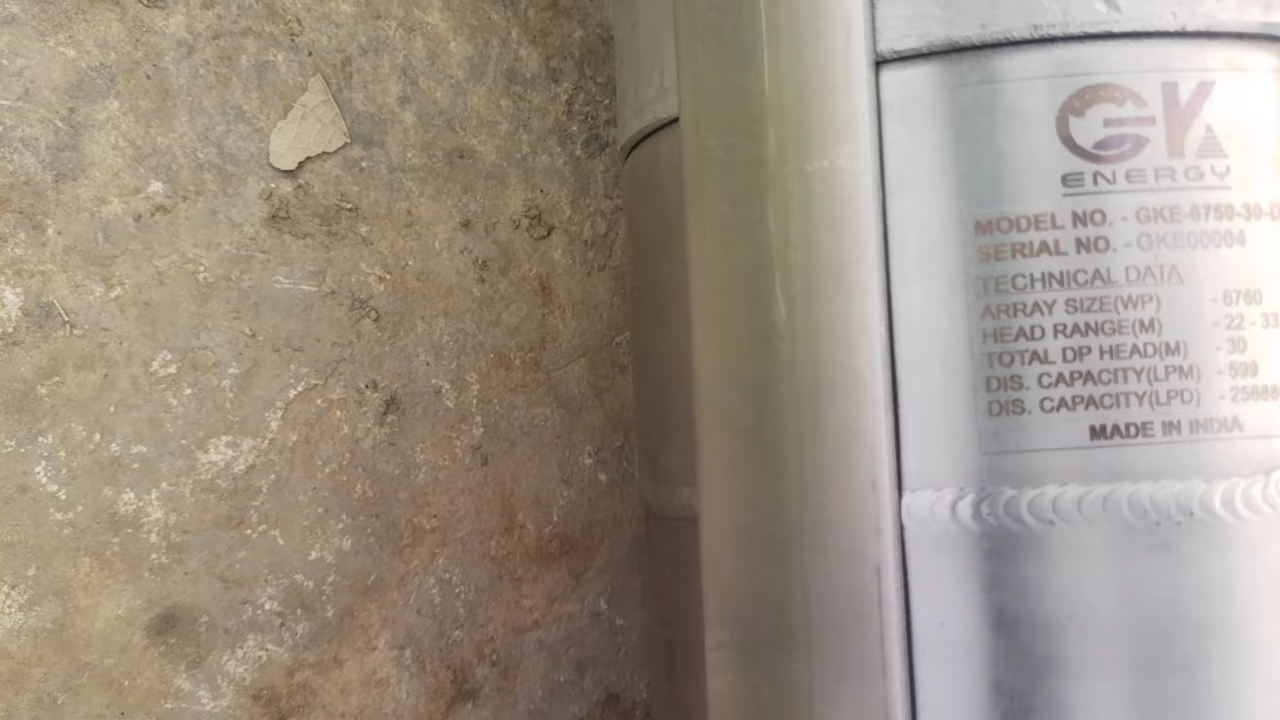 GK
ENERGY
MODEL NO. - GKE-6750-30-
SERIAL NO. - GKE00004
TECHNICAL DATA
ARRAY SIZE(WP) - 6760
HEAD RANGE(M) - 22 - 33
TOTAL DP HEAD(M) - 30
DIS. CAPACITY(LPM) - 599
DIS. CAPACITY(LPD) - 25688
MADE IN INDIA